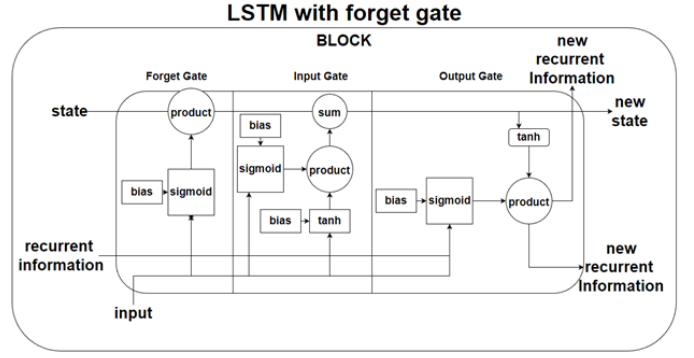 LSTM with forget gate
BLOCK
new
recurrent
Information
Forget Gate
Input Gate
Output Gate
state
product
sum
new
state
bias
tanh
sigmoid
product
bias
sigmoid
bias
sigmoid
product
bias
tanh
recurrent
information
new
recurrent
Information
input